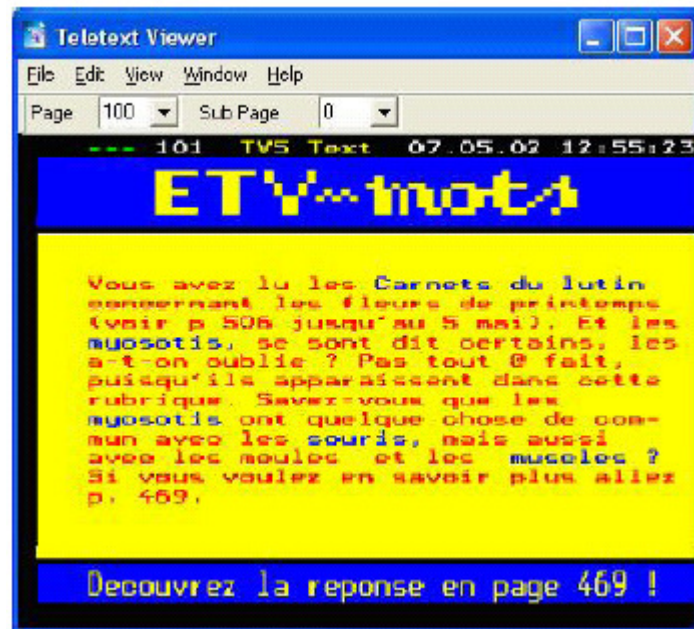 Teletext Viewer
File Edit View Window Help
Page 100 Sub Page 0
--- 101 TV5 Text 07.05.02 12:55:23
ETV~mots
Vous avez lu les Carnets du lutin
concernant les fleurs de printemps
(voir p 506 jusqu'au 5 mai). Et les
myosotis, se sont dit certains, les
a-t-on oublie ? Pas tout @ fait,
puisqu'ils apparaissent dans cette
rubrique. Savez-vous que les
myosotis ont quelque chose de com-
mun avec les souris, mais aussi
avec les moules et les muscles ?
Si vous voulez en savoir plus allez
p. 469.
Decouvrez la reponse en page 469 !